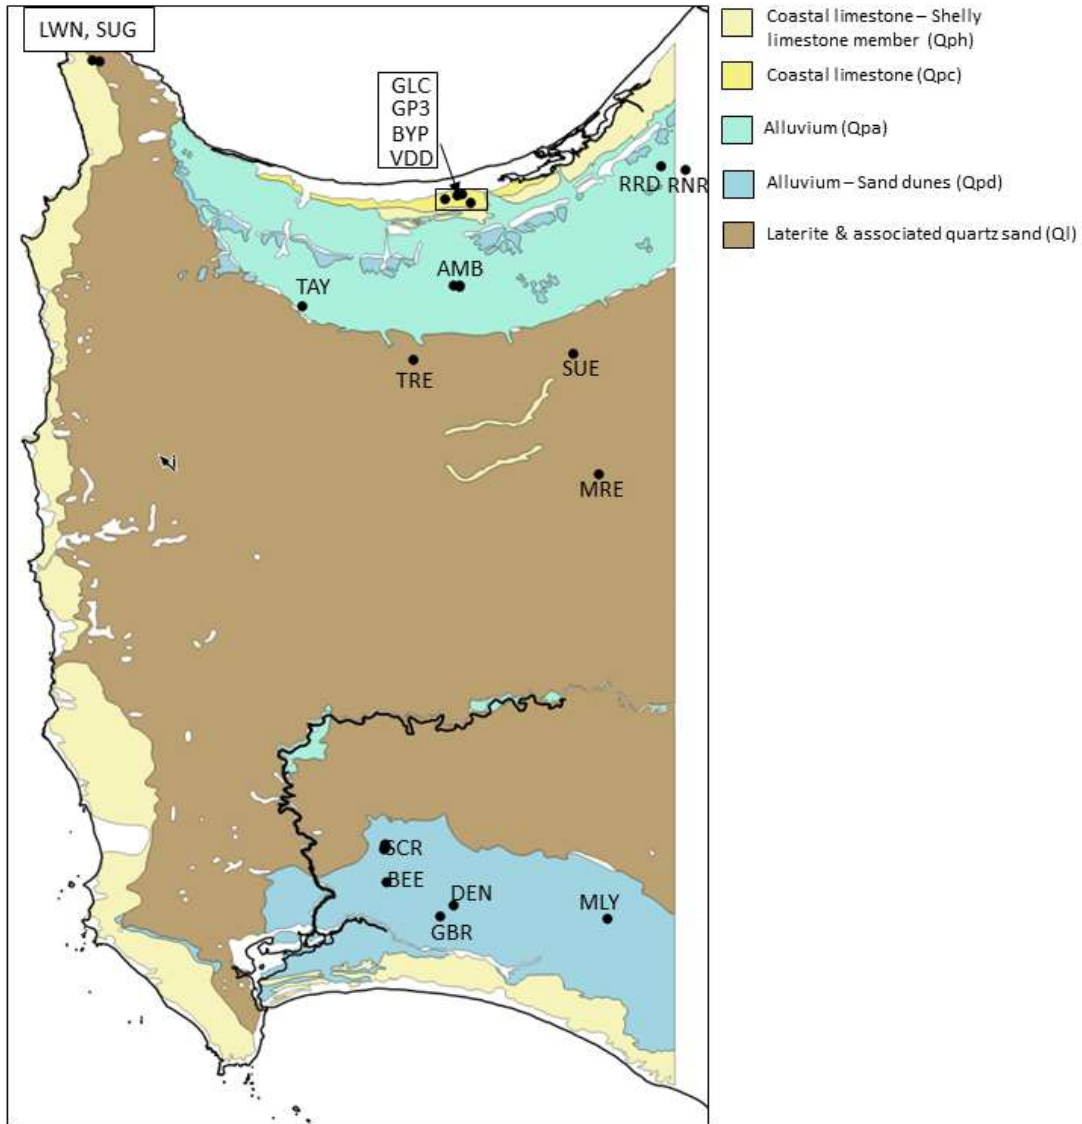 LWN, SUG
GLC
GP3
BYP
VDD
RRD
RNR
AMB
TAY
TRE
SUE
MRE
SCR
BEE
DEN
GBR
MLY
Coastal limestone – Shelly
limestone member (Qph)
Coastal limestone (Qpc)
Alluvium (Qpa)
Alluvium – Sand dunes (Qpd)
Laterite & associated quartz sand (Ql)